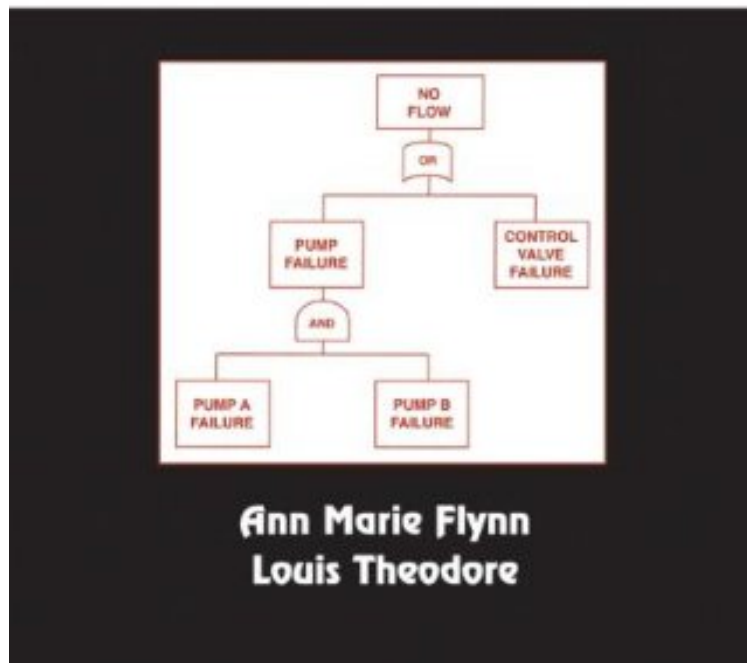 NO
FLOW
OR
PUMP
FAILURE
CONTROL
VALVE
FAILURE
AND
PUMP A
FAILURE
PUMP B
FAILURE
Ann Marie Flynn
Louis Theodore